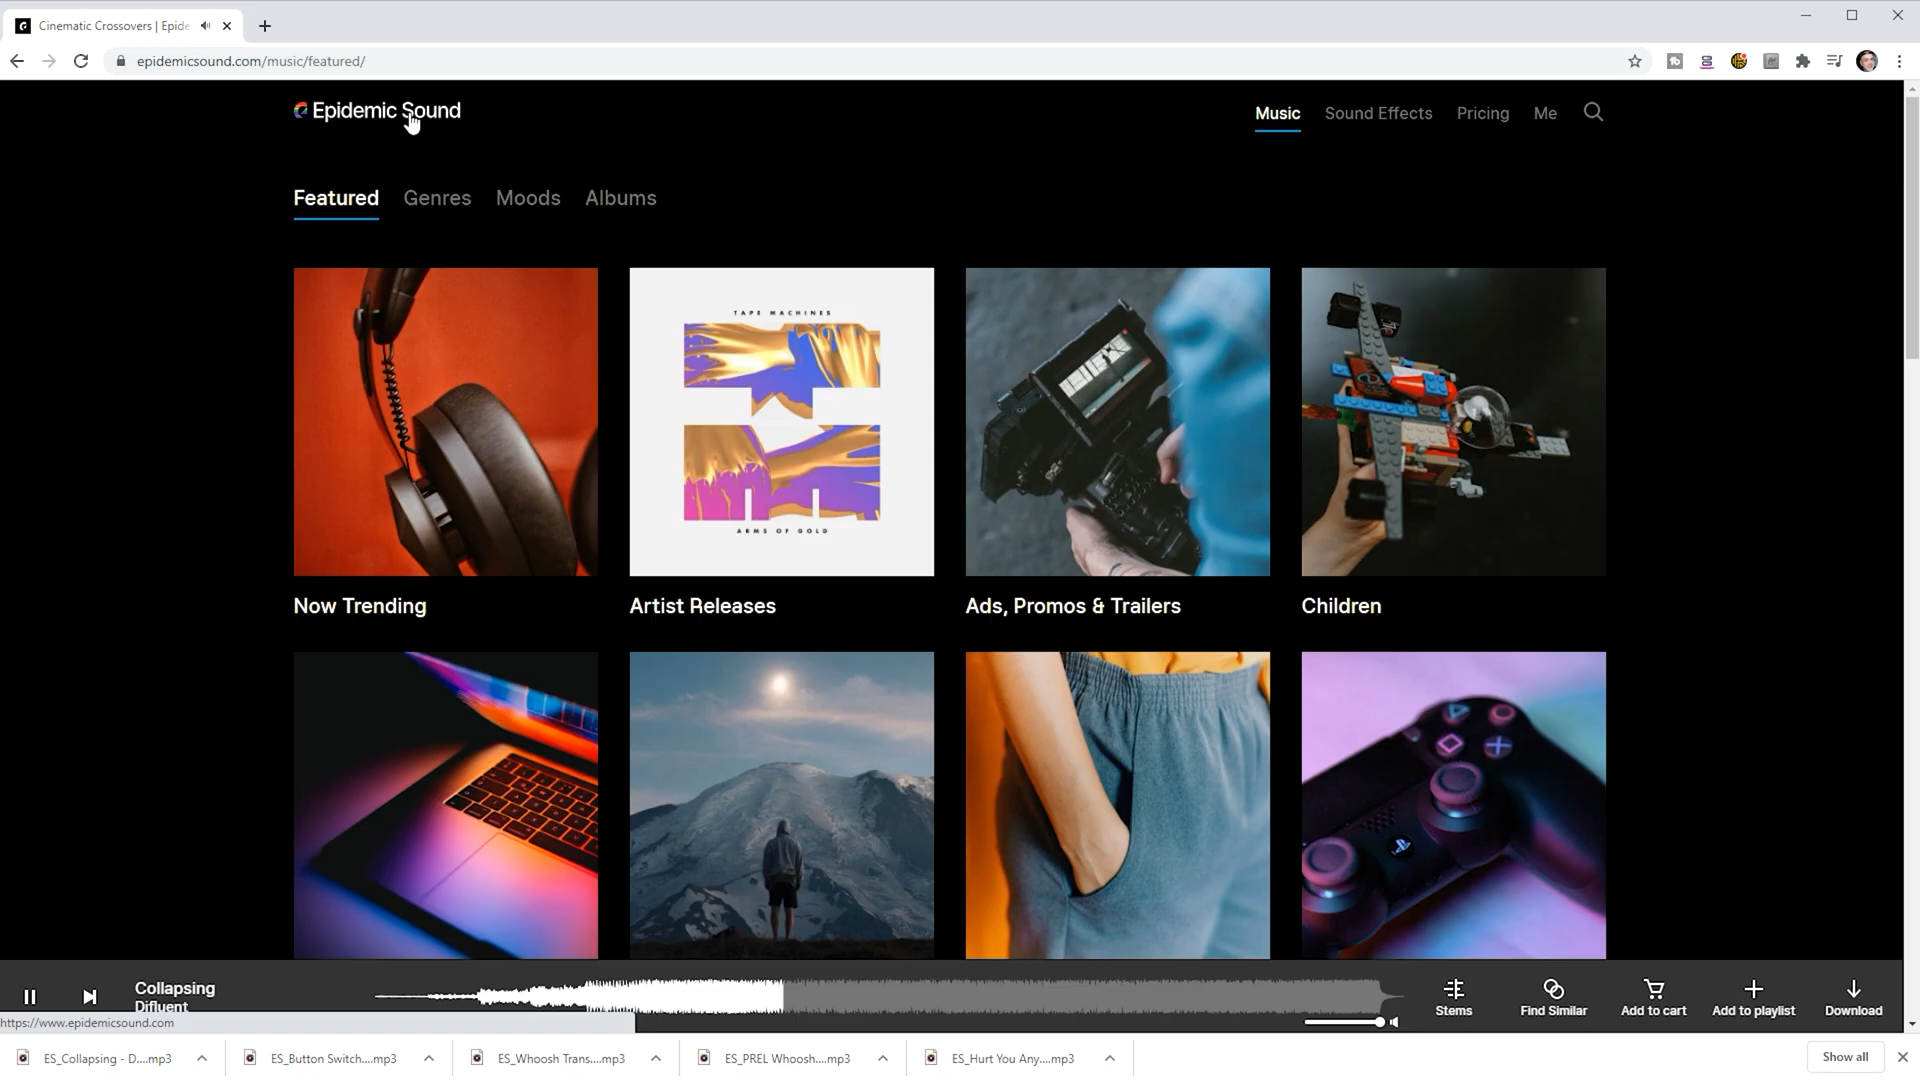 Cinematic Crossovers | Epide
epidemicsound.com/music/featured/
Epidemic Sound
Music Sound Effects Pricing Me
Featured Genres Moods Albums
TAPE MACHINES
ARMS OF GOLD
Now Trending
Artist Releases
Ads, Promos & Trailers
Children
Collapsing
Difluent
Stems
Find Similar
Add to cart
Add to playlist
Download
https://www.epidemicsound.com
ES_Collapsing - D....mp3
ES_Button Switch....mp3
ES_Whoosh Trans....mp3
ES_PREL Whoosh....mp3
ES_Hurt You Any....mp3
Show all